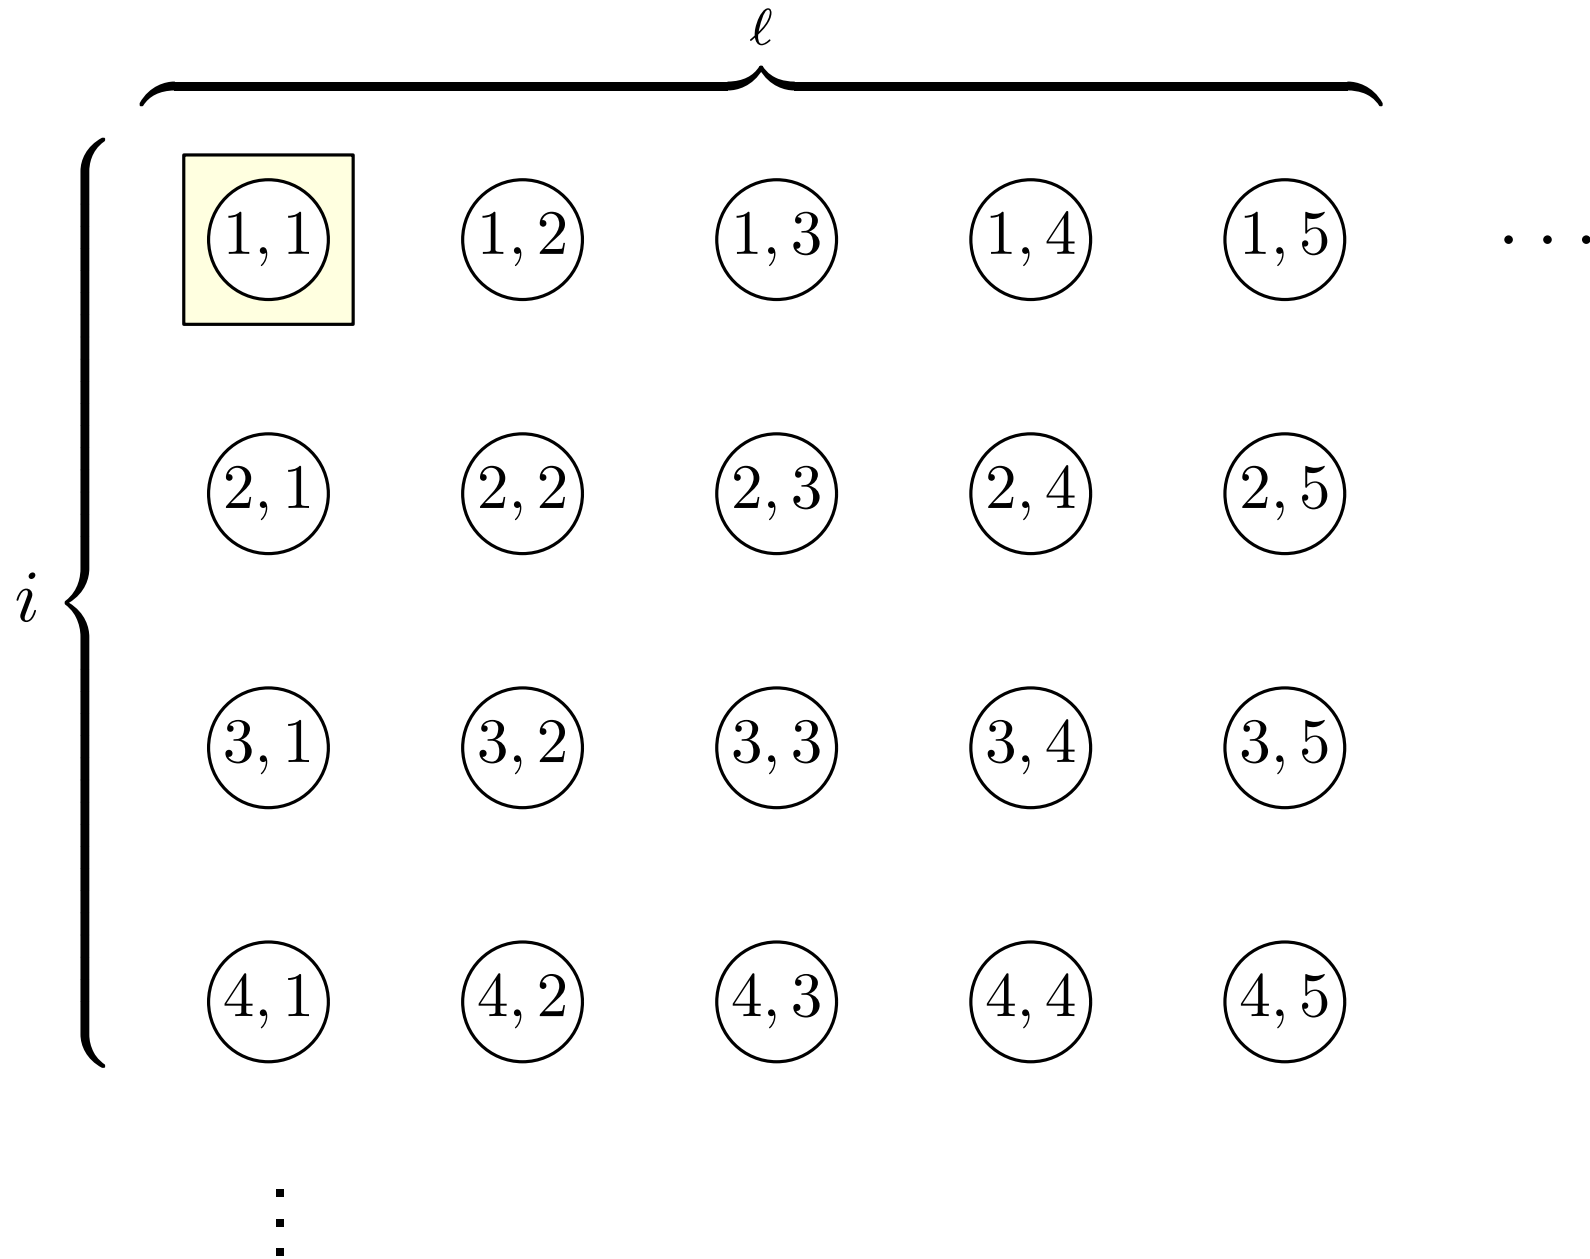 ℓ
1, 1 1, 2 1, 3 1, 4 1, 5 ···
2, 1 2, 2 2, 3 2, 4 2, 5
i
3, 1 3, 2 3, 3 3, 4 3, 5
4, 1 4, 2 4, 3 4, 4 4, 5
⋮